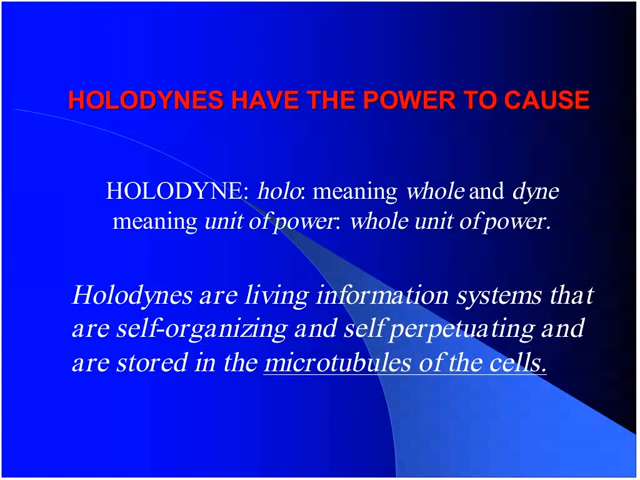 HOLODYNES HAVE THE POWER TO CAUSE
HOLODYNE: holo: meaning whole and dyne
meaning unit of power: whole unit of power.
Holodynes are living information systems that
are self-organizing and self perpetuating and
are stored in the microtubules of the cells.